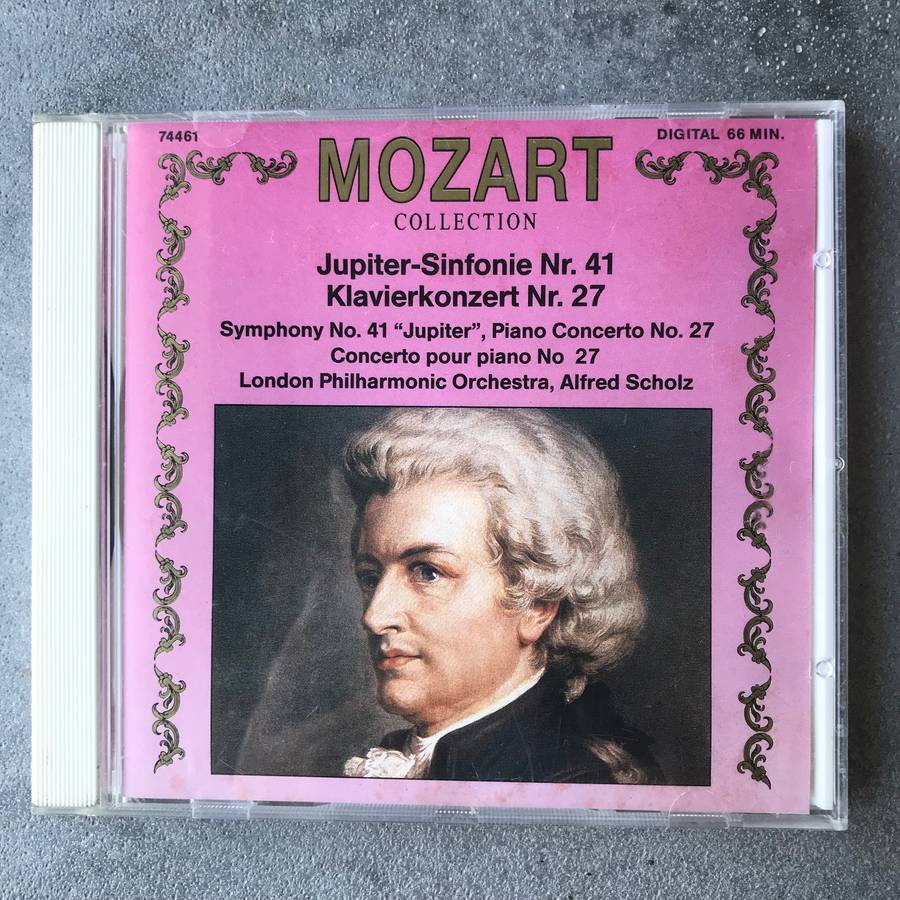 74461
DIGITAL 66 MIN.
MOZART
COLLECTION
Jupiter-Sinfonie Nr. 41
Klavierkonzert Nr. 27
Symphony No. 41 “Jupiter”, Piano Concerto No. 27
Concerto pour piano No 27
London Philharmonic Orchestra, Alfred Scholz